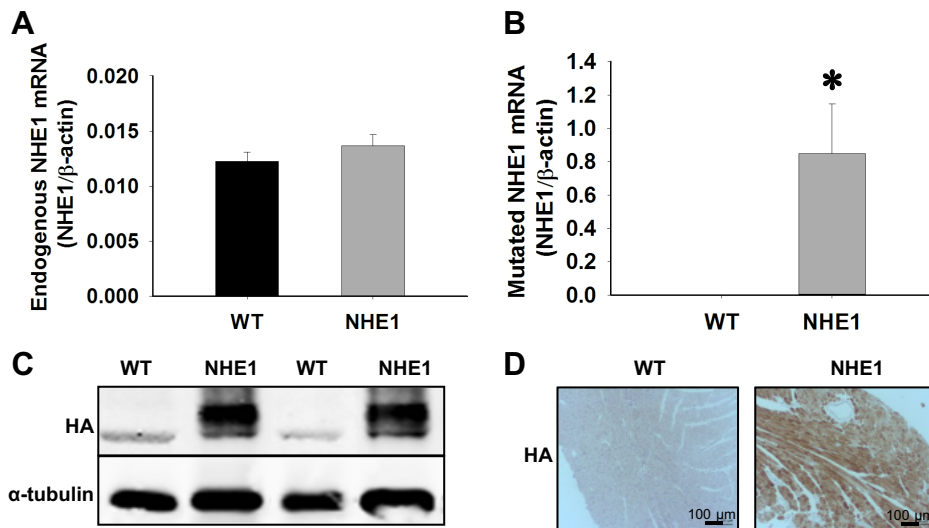 A
Endogenous NHE1 mRNA
(NHE1/β-actin)
0.020
0.015
0.010
0.005
0.000
WT
NHE1
B
Mutated NHE1 mRNA
(NHE1/β-actin)
1.4
1.2
1.0
0.8
0.6
0.4
0.2
0.0
*
WT
NHE1
C
WT
NHE1
WT
NHE1
HA
α-tubulin
D
WT
NHE1
HA
100 µm
100 µm